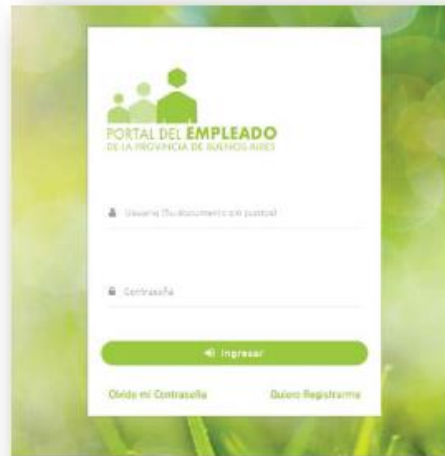 PORTAL DEL EMPLEADO
DE LA PROVINCIA DE BUENOS AIRES
Usuario (Su documento sin puntos)
Contraseña
Ingresar
Olvide mi Contraseña
Quiero Registrarme